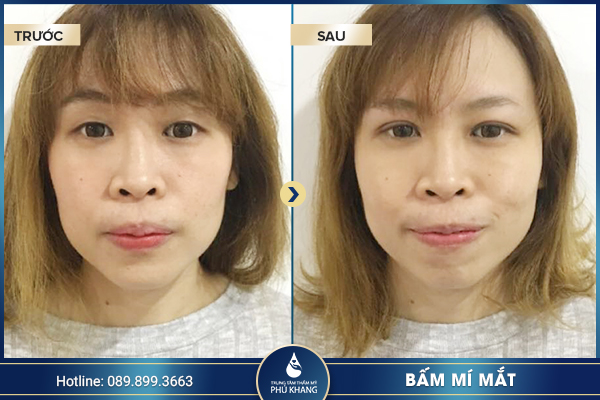 TRƯỚC
SAU
Hotline: 089.899.3663
TRUNG TÂM THẨM MỸ
PHÚ KHANG
BẤM MÍ MẮT